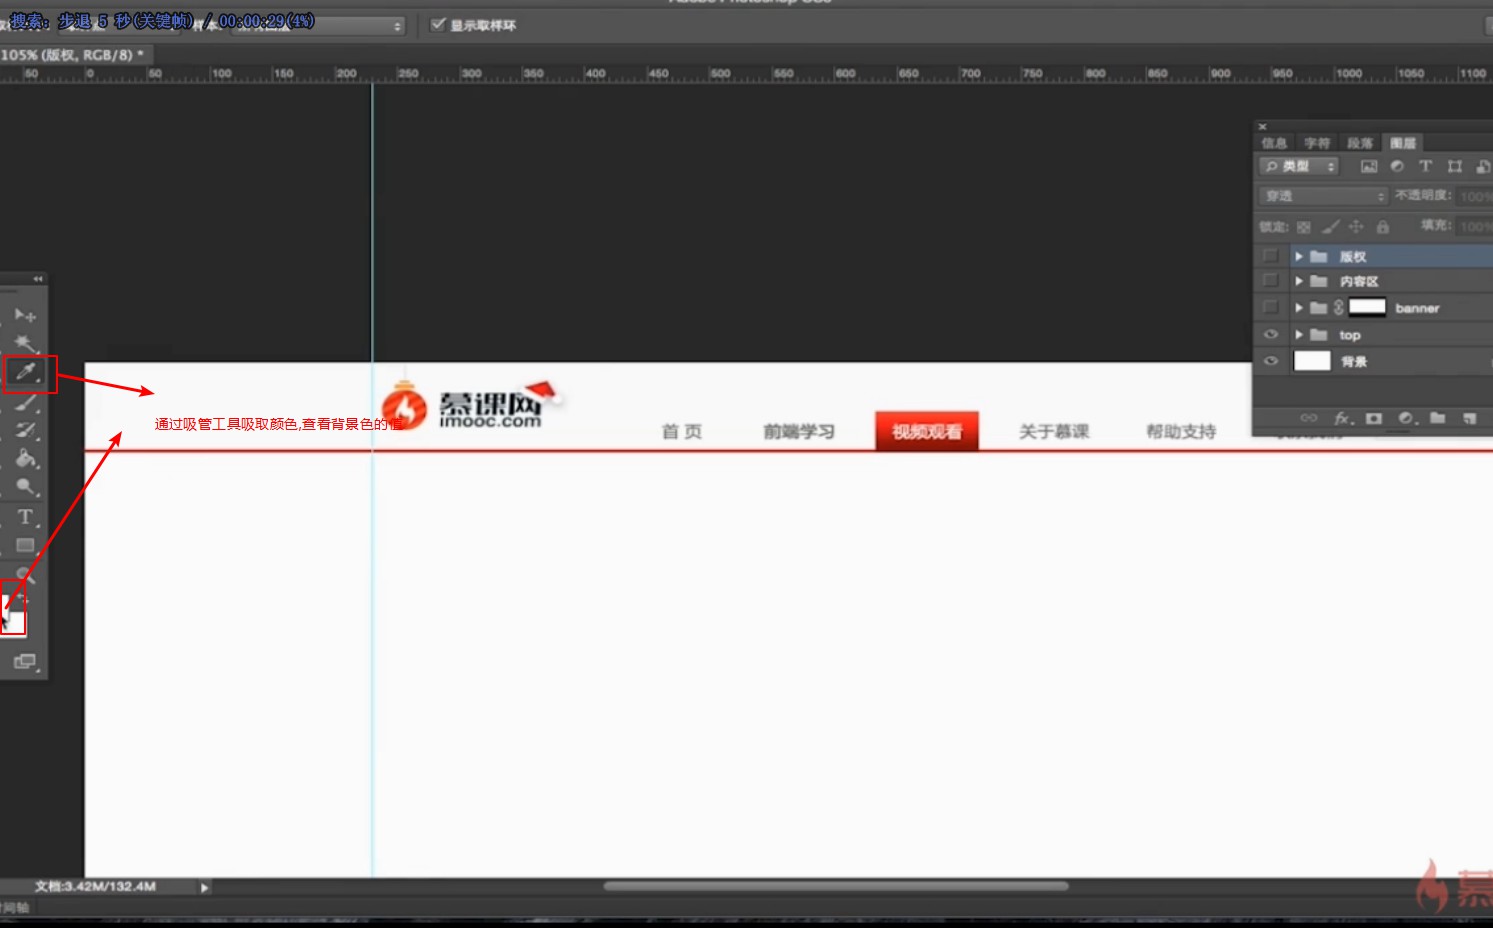 搜索: 步退 5 秒(关键帧) / 00:00:29(4%)
样本:
显示取样环
105% (版权, RGB/8) *
50 0 50 100 150 200 250 300 350 400 450 500 550 600 650 700 750 800 850 900 950 1000 1050 1100
信息 字符 段落 图层
类型
穿透 不透明度: 100%
锁定: 填充: 100%
版权
内容区
banner
top
背景
慕课网
imooc.com
通过吸管工具吸取颜色,查看背景色的值
首页 前端学习 视频观看 关于慕课 帮助支持
T
fx
文档:3.42M/132.4M
时间轴
慕